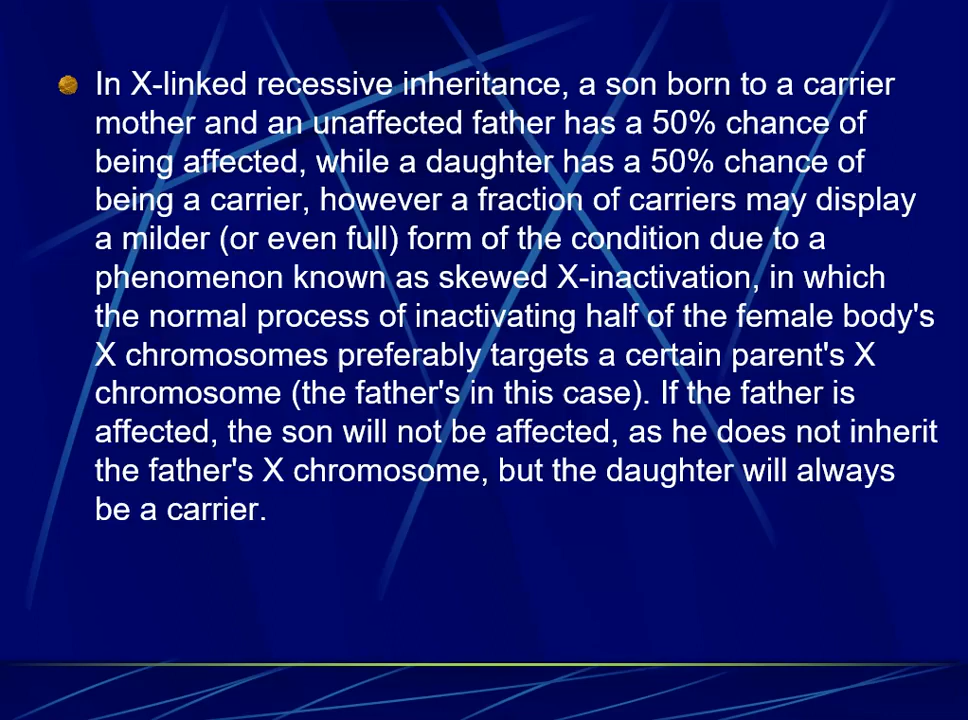 In X-linked recessive inheritance, a son born to a carrier
mother and an unaffected father has a 50% chance of
being affected, while a daughter has a 50% chance of
being a carrier, however a fraction of carriers may display
a milder (or even full) form of the condition due to a
phenomenon known as skewed X-inactivation, in which
the normal process of inactivating half of the female body's
X chromosomes preferably targets a certain parent's X
chromosome (the father's in this case). If the father is
affected, the son will not be affected, as he does not inherit
the father's X chromosome, but the daughter will always
be a carrier.